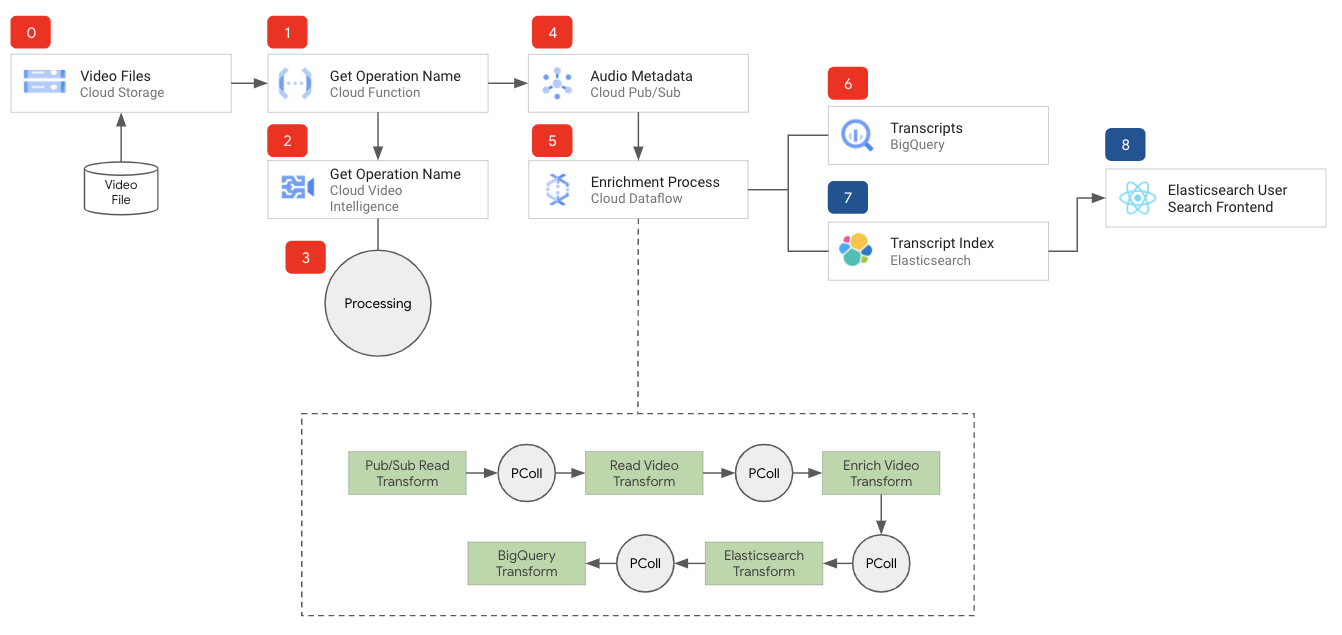 0
Video Files
Cloud Storage
Video
File
1
Get Operation Name
Cloud Function
2
Get Operation Name
Cloud Video
Intelligence
3
Processing
4
Audio Metadata
Cloud Pub/Sub
5
Enrichment Process
Cloud Dataflow
6
Transcripts
BigQuery
7
Transcript Index
Elasticsearch
8
Elasticsearch User
Search Frontend
Pub/Sub Read
Transform
PColl
Read Video
Transform
PColl
Enrich Video
Transform
PColl
Elasticsearch
Transform
PColl
BigQuery
Transform